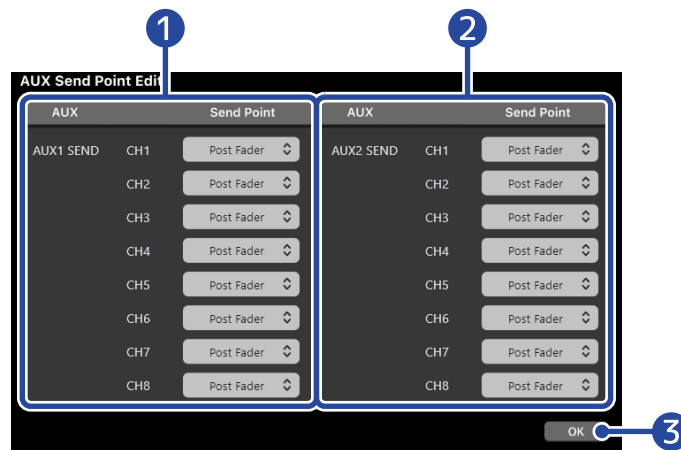 1 2
AUX Send Point Edit
AUX Send Point AUX Send Point
AUX1 SEND CH1 Post Fader AUX2 SEND CH1 Post Fader
CH2 Post Fader CH2 Post Fader
CH3 Post Fader CH3 Post Fader
CH4 Post Fader CH4 Post Fader
CH5 Post Fader CH5 Post Fader
CH6 Post Fader CH6 Post Fader
CH7 Post Fader CH7 Post Fader
CH8 Post Fader CH8 Post Fader
OK 3